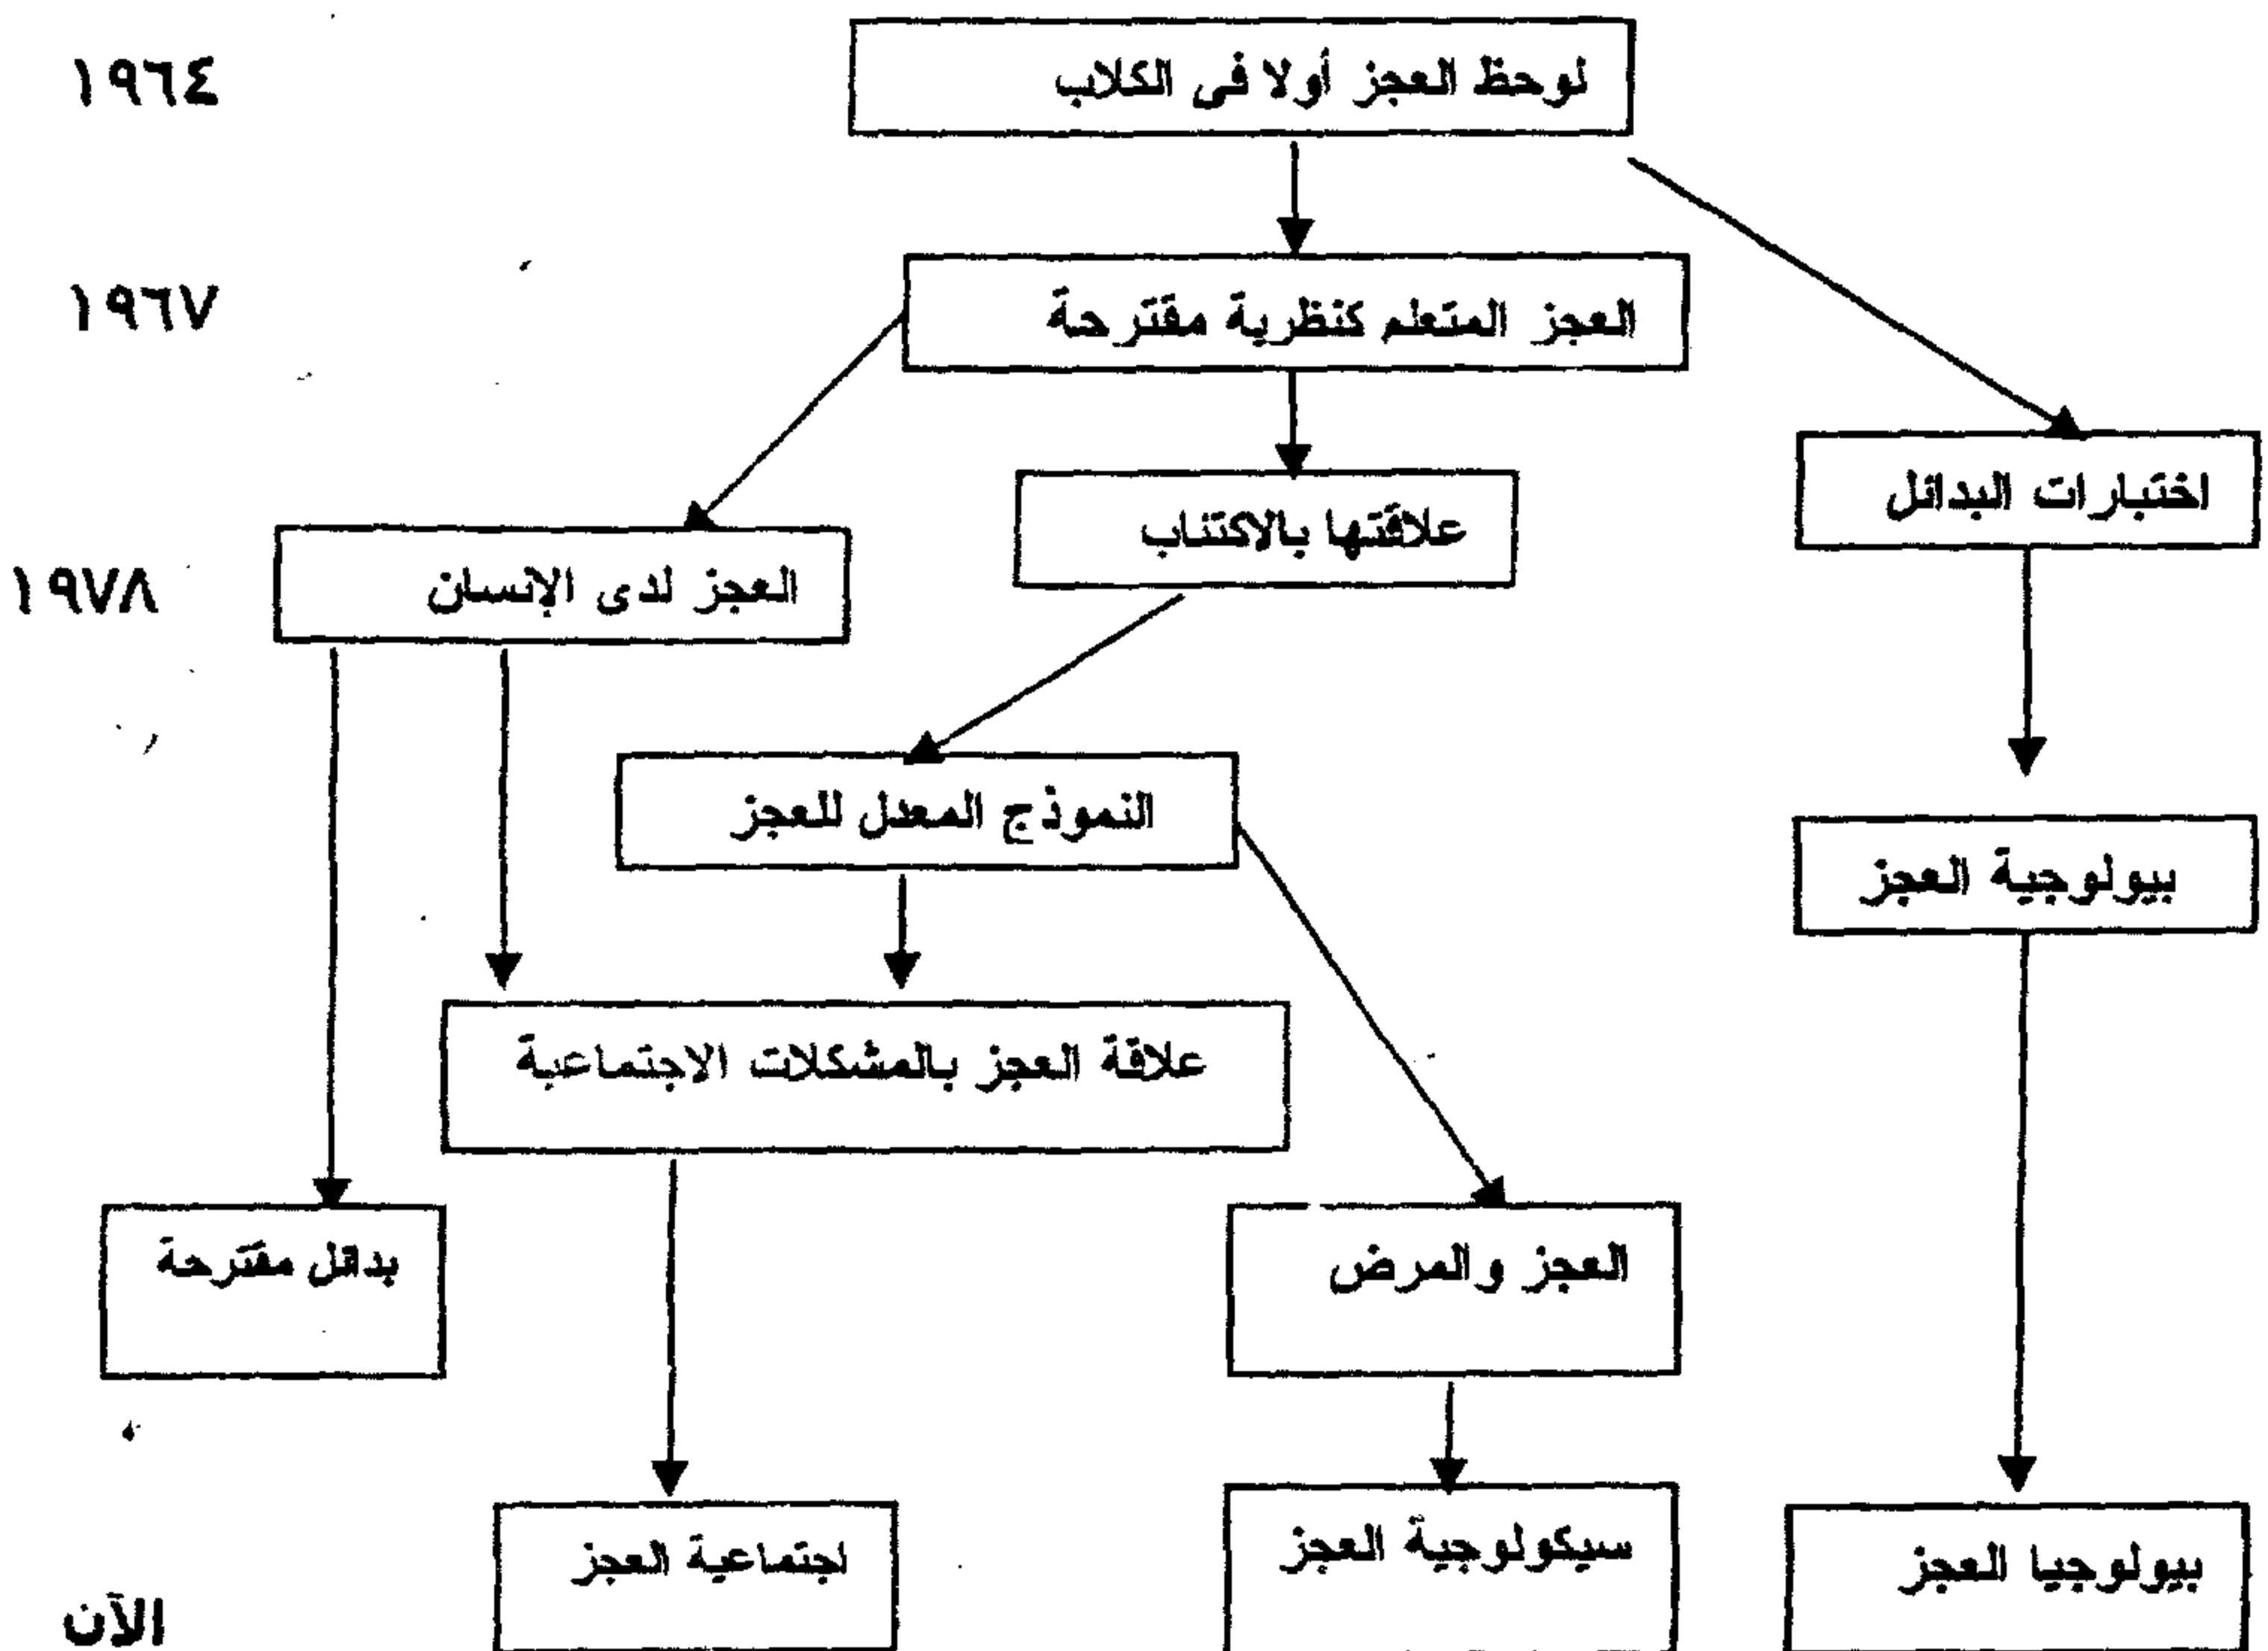 ١٩٦٤
لوحظ العجز أولا فى الكلاب
١٩٦٧
العجز المتعلم كنظرية مقترحة
اختبارات البدائل
علاقتها بالاكتئاب
١٩٧٨
العجز لدى الإنسان
النموذج المعدل للعجز
بيولوجية العجز
علاقة العجز بالمشكلات الاجتماعية
العجز والمرض
بدائل مقترحة
بيولوجيا العجز
سيكولوجية العجز
اجتماعية العجز
الآن